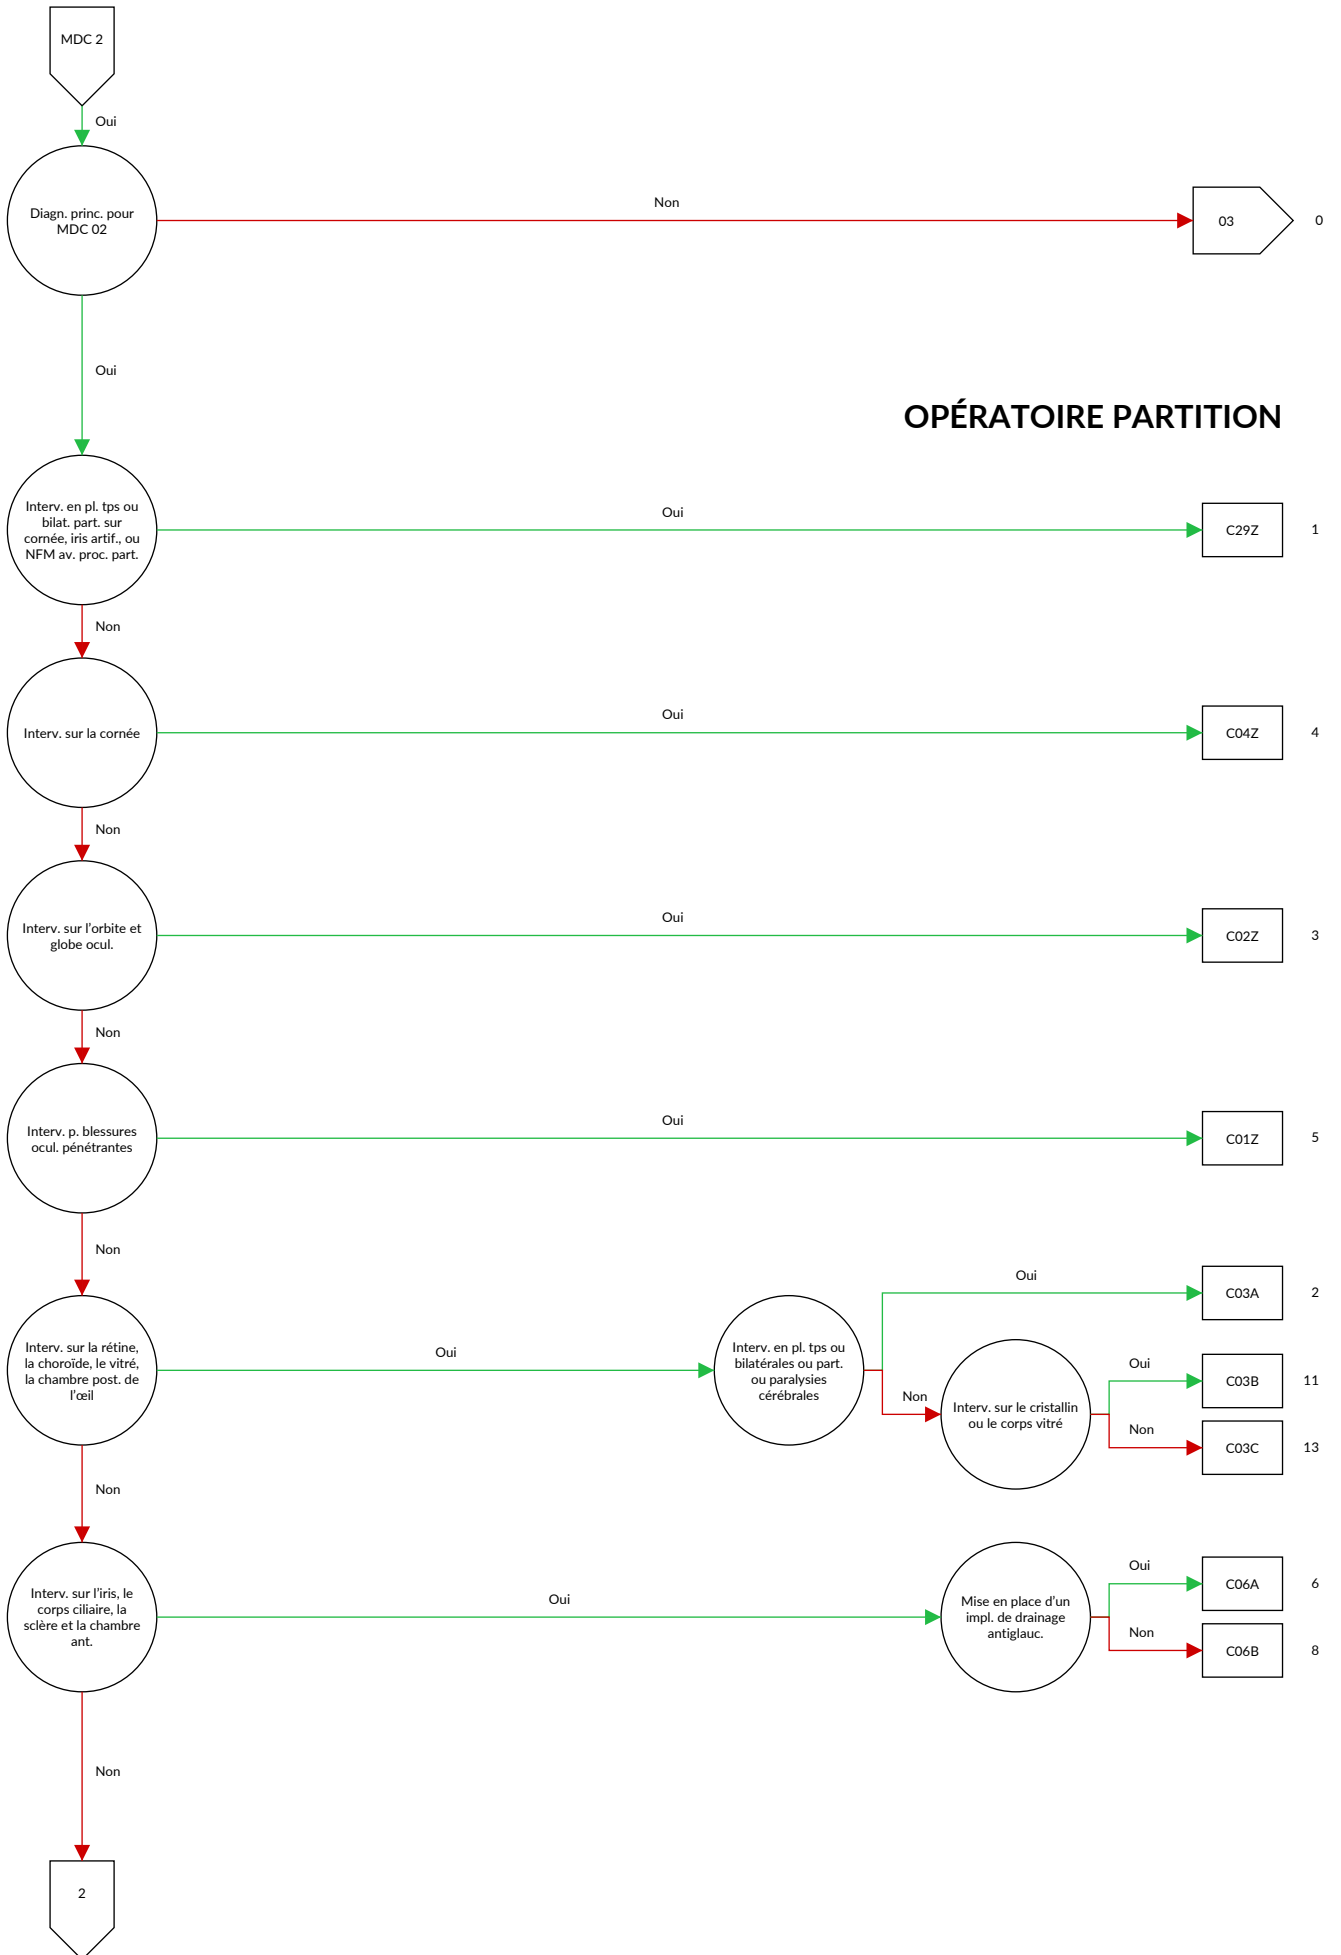 MDC 2
Oui
Diagn. princ. pour
MDC 02
Non
03
0
Oui
OPÉRATOIRE PARTITION
Interv. en pl. tps ou
bilat. part. sur
cornée, iris artif., ou
NFM av. proc. part.
Oui
C29Z
1
Non
Interv. sur la cornée
Oui
C04Z
4
Non
Interv. sur l'orbite et
globe ocul.
Oui
C02Z
3
Non
Interv. p. blessures
ocul. pénétrantes
Oui
C01Z
5
Non
Interv. sur la rétine,
la choroïde, le vitré,
la chambre post. de
l'œil
Oui
Interv. en pl. tps ou
bilatérales ou part.
ou paralysies
cérébrales
Oui
C03A
2
Non
Interv. sur le cristallin
ou le corps vitré
Oui
C03B
11
Non
C03C
13
Non
Interv. sur l'iris, le
corps ciliaire, la
sclère et la chambre
ant.
Oui
Mise en place d'un
impl. de drainage
antiglauc.
Oui
C06A
6
Non
C06B
8
Non
2